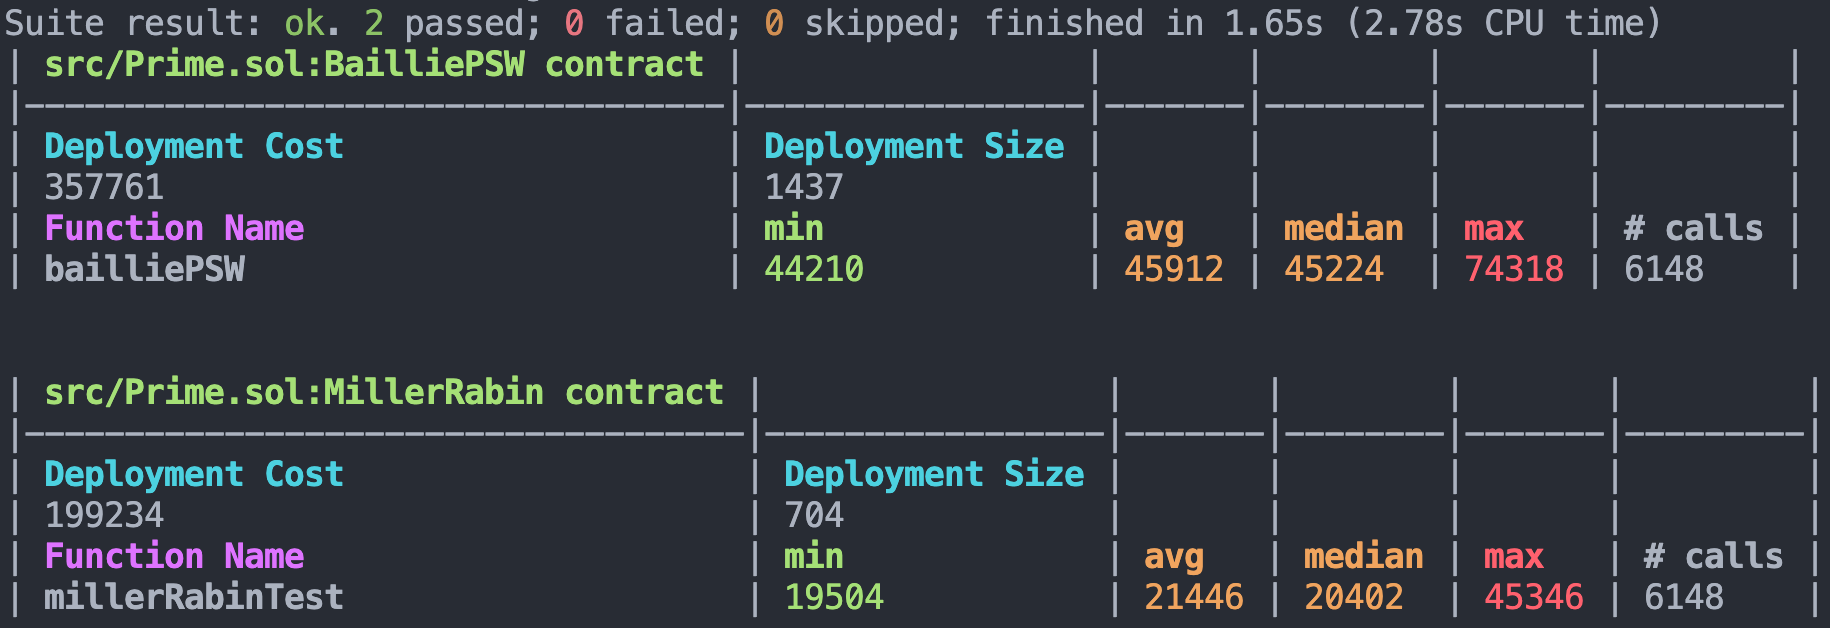 Suite result: ok. 2 passed; 0 failed; 0 skipped; finished in 1.65s (2.78s CPU time)
| src/Prime.sol:BailliePSW contract |                 |       |        |       |         |
|-----------------------------------|-----------------|-------|--------|-------|---------|
| Deployment Cost                   | Deployment Size |       |        |       |         |
| 357761                            | 1437            |       |        |       |         |
| Function Name                     | min             | avg   | median | max   | # calls |
| bailliePSW                        | 44210           | 45912 | 45224  | 74318 | 6148    |
| src/Prime.sol:MillerRabin contract |                 |       |        |       |         |
|------------------------------------|-----------------|-------|--------|-------|---------|
| Deployment Cost                    | Deployment Size |       |        |       |         |
| 199234                             | 704             |       |        |       |         |
| Function Name                      | min             | avg   | median | max   | # calls |
| millerRabinTest                    | 19504           | 21446 | 20402  | 45346 | 6148    |